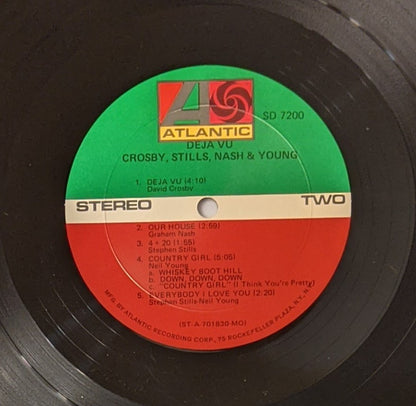 ATLANTIC
SD 7200
DEJA VU
CROSBY, STILLS, NASH & YOUNG
1. DEJA VU (4:10)
David Crosby
STEREO TWO
2. OUR HOUSE (2:59)
Graham Nash
3. 4 + 20 (1:55)
Stephen Stills
4. COUNTRY GIRL (5:05)
Neil Young
a. WHISKEY BOOT HILL
b. DOWN, DOWN, DOWN
c. "COUNTRY GIRL" (I Think You're Pretty)
5. EVERYBODY I LOVE YOU (2:20)
Stephen Stills Neil Young
(ST-A-701830-MO)
MFG. BY ATLANTIC RECORDING CORP., 75 ROCKEFELLER PLAZA, N.Y., N.Y.